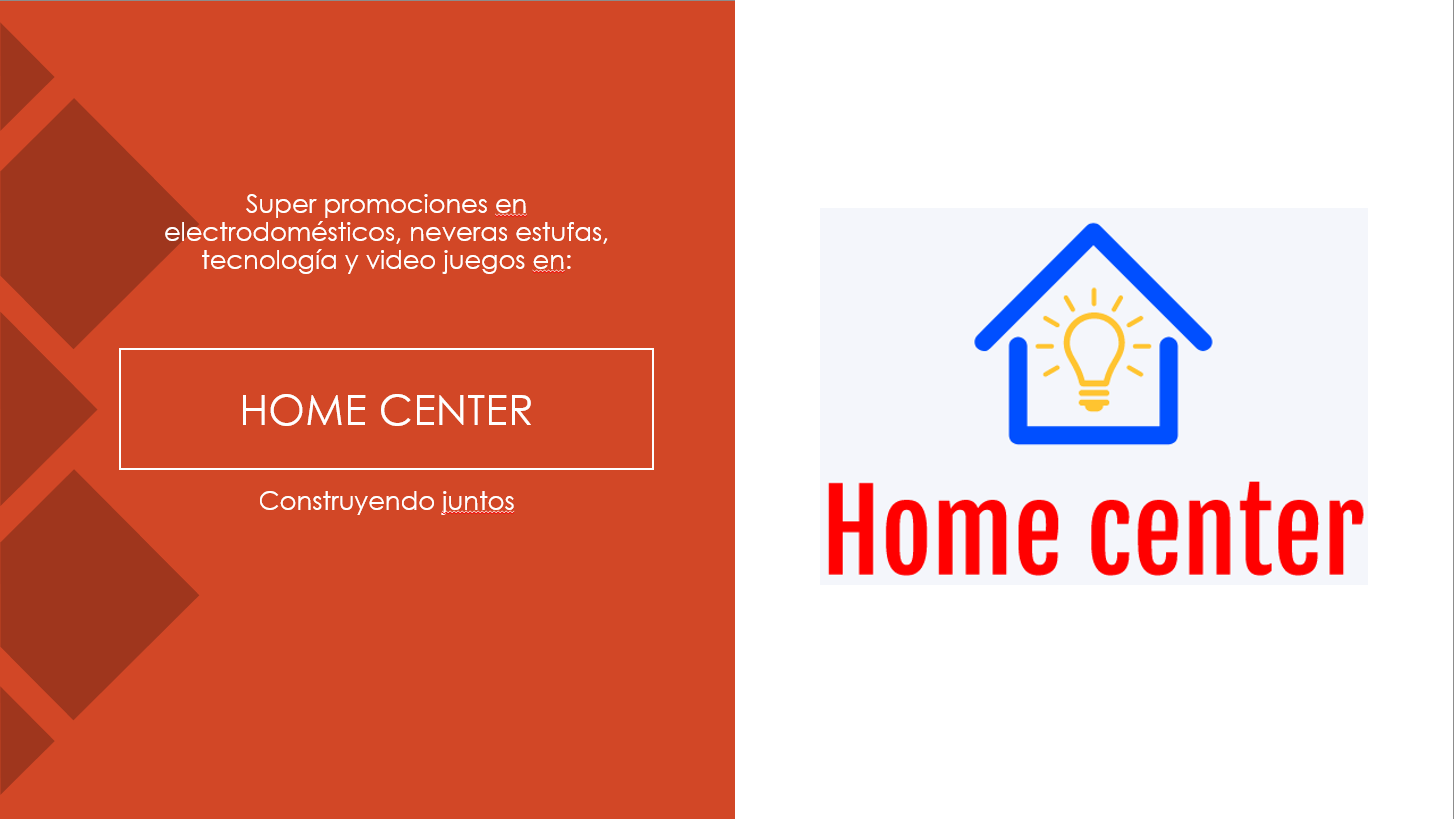 Super promociones en
electrodomésticos, neveras estufas,
tecnología y video juegos en:
HOME CENTER
Construyendo juntos
Home center